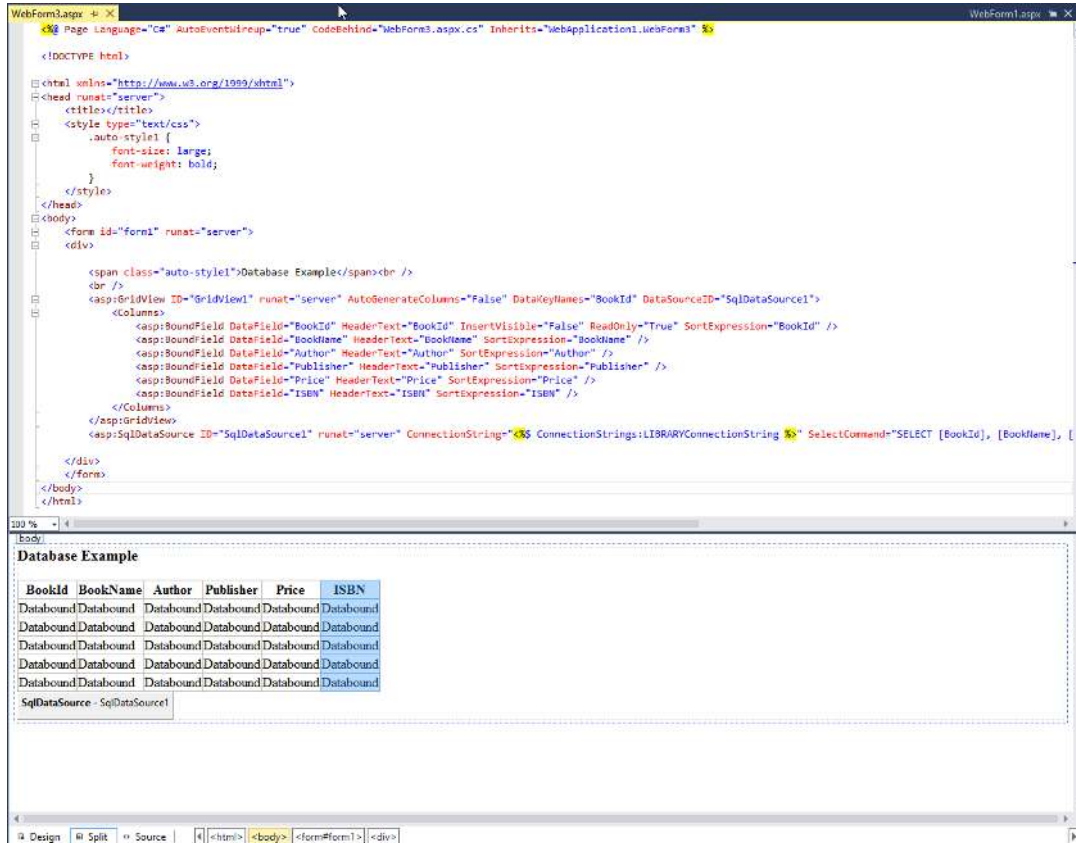 WebForm3.aspx
WebForm1.aspx
<%@ Page Language="C#" AutoEventWireup="true" CodeBehind="WebForm3.aspx.cs" Inherits="WebApplication1.WebForm3" %>
<!DOCTYPE html>
<html xmlns="http://www.w3.org/1999/xhtml">
<head runat="server">
<title></title>
<style type="text/css">
.auto-style1 {
font-size: large;
font-weight: bold;
}
</style>
</head>
<body>
<form id="form1" runat="server">
<div>
<span class="auto-style1">Database Example</span><br />
<br />
<asp:GridView ID="GridView1" runat="server" AutoGenerateColumns="False" DataKeyNames="BookId" DataSourceID="SqlDataSource1">
<Columns>
<asp:BoundField DataField="BookId" HeaderText="BookId" InsertVisible="False" ReadOnly="True" SortExpression="BookId" />
<asp:BoundField DataField="BookName" HeaderText="BookName" SortExpression="BookName" />
<asp:BoundField DataField="Author" HeaderText="Author" SortExpression="Author" />
<asp:BoundField DataField="Publisher" HeaderText="Publisher" SortExpression="Publisher" />
<asp:BoundField DataField="Price" HeaderText="Price" SortExpression="Price" />
<asp:BoundField DataField="ISBN" HeaderText="ISBN" SortExpression="ISBN" />
</Columns>
</asp:GridView>
<asp:SqlDataSource ID="SqlDataSource1" runat="server" ConnectionString="<%$ ConnectionStrings:LIBRARYConnectionString %>" SelectCommand="SELECT [BookId], [BookName], [
</div>
</form>
</body>
</html>
100 %
body
Database Example
BookId BookName Author Publisher Price ISBN
Databound Databound Databound Databound Databound Databound
Databound Databound Databound Databound Databound Databound
Databound Databound Databound Databound Databound Databound
Databound Databound Databound Databound Databound Databound
Databound Databound Databound Databound Databound Databound
SqlDataSource - SqlDataSource1
Design Split Source <html> <body> <form#form1> <div>